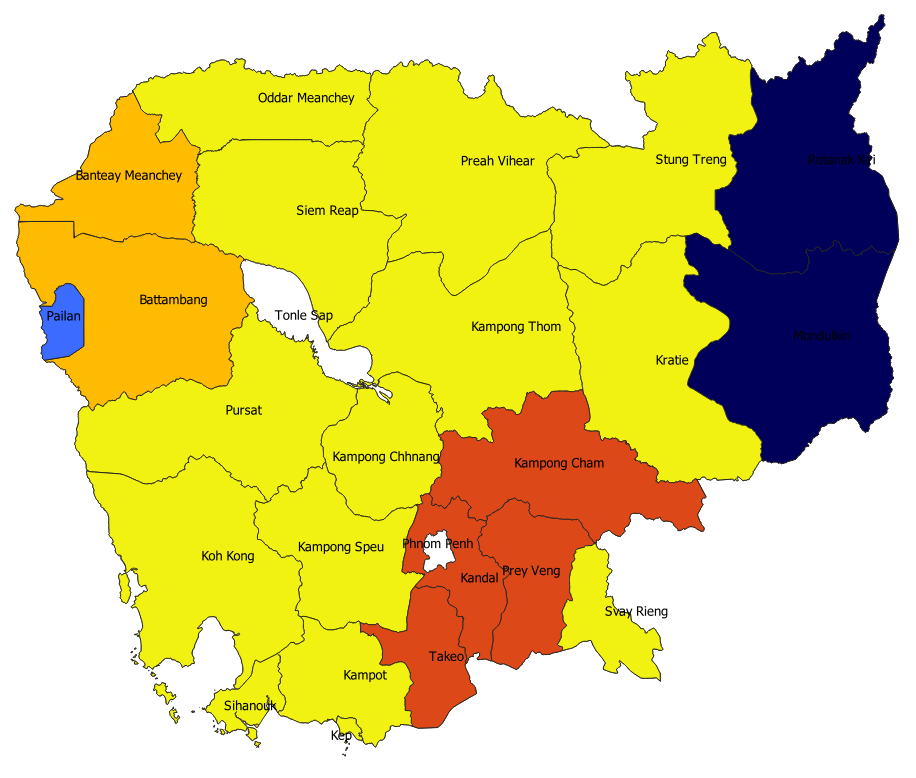 Oddar Meanchey
Banteay Meanchey
Preah Vihear
Stung Treng
Rotanak Kiri
Siem Reap
Pailan
Battambang
Tonle Sap
Kampong Thom
Kratie
Mondulkiri
Pursat
Kampong Chhnang
Kampong Cham
Koh Kong
Kampong Speu
Phnom Penh
Kandal
Prey Veng
Svay Rieng
Takeo
Kampot
Sihanouk
Kep